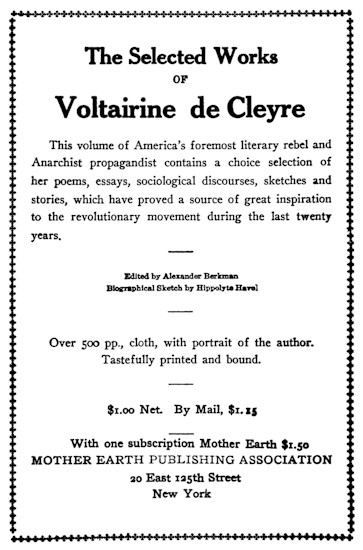 The Selected Works
OF
Voltairine de Cleyre
This volume of America's foremost literary rebel and
Anarchist propagandist contains a choice selection of
her poems, essays, sociological discourses, sketches and
stories, which have proved a source of great inspiration
to the revolutionary movement during the last twenty
years.
Edited by Alexander Berkman
Biographical Sketch by Hippolyte Havel
Over 500 pp., cloth, with portrait of the author.
Tastefully printed and bound.
$1.00 Net. By Mail, $1.15
With one subscription Mother Earth $1.50
MOTHER EARTH PUBLISHING ASSOCIATION
20 East 125th Street
New York